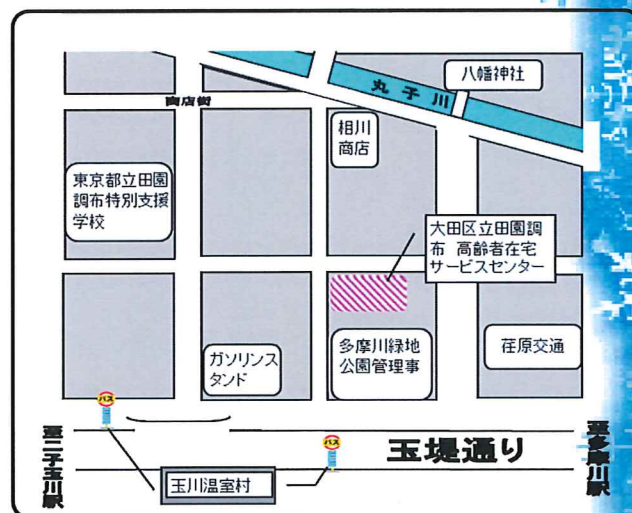 八幡神社
丸子川
商店街
相川
商店
東京都立田園
調布特別支援
学校
大田区立田園調
布 高齢者在宅
サービスセンター
ガソリンス
タンド
多摩川緑地
公園管理事
荏原交通
バス
バス
至二子玉川駅
玉堤通り
至多摩川駅
玉川温室村